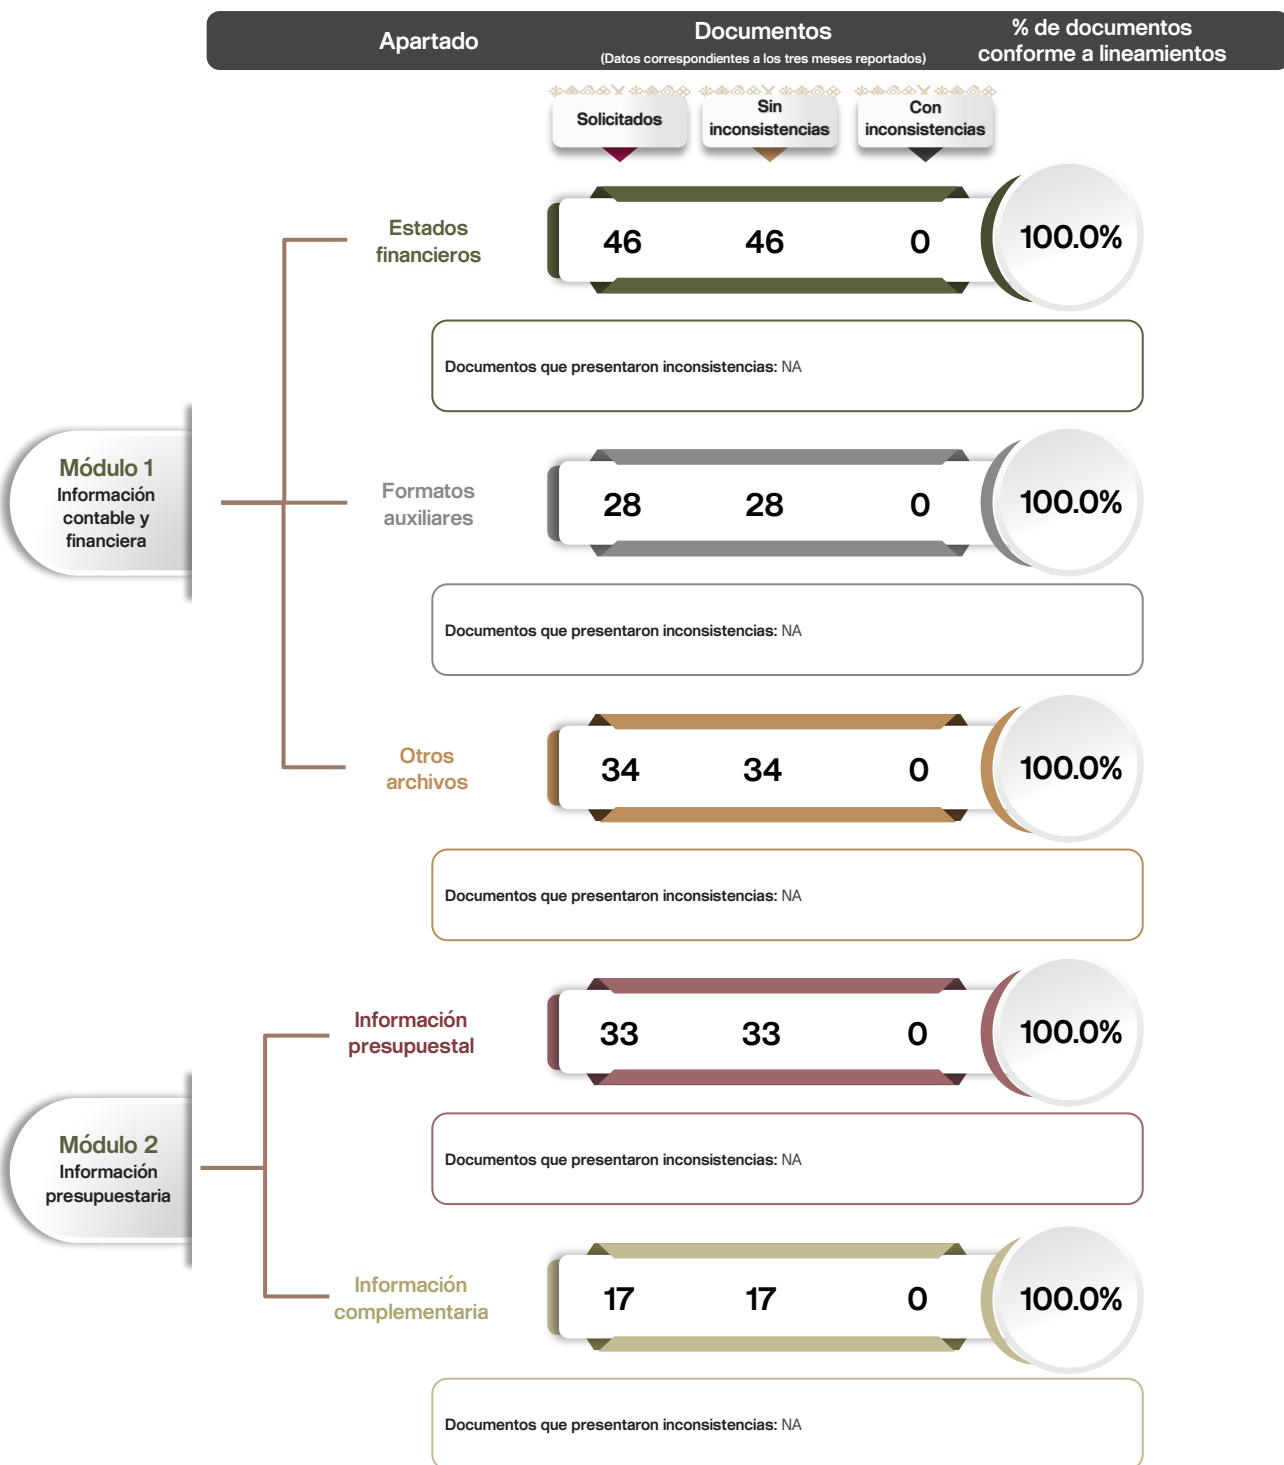 Apartado
Documentos
(Datos correspondientes a los tres meses reportados)
% de documentos
conforme a lineamientos
Solicitados
Sin
inconsistencias
Con
inconsistencias
Módulo 1
Información
contable y
financiera
Estados
financieros
46 46 0 100.0%
Documentos que presentaron inconsistencias: NA
Formatos
auxiliares
28 28 0 100.0%
Documentos que presentaron inconsistencias: NA
Otros
archivos
34 34 0 100.0%
Documentos que presentaron inconsistencias: NA
Módulo 2
Información
presupuestaria
Información
presupuestal
33 33 0 100.0%
Documentos que presentaron inconsistencias: NA
Información
complementaria
17 17 0 100.0%
Documentos que presentaron inconsistencias: NA